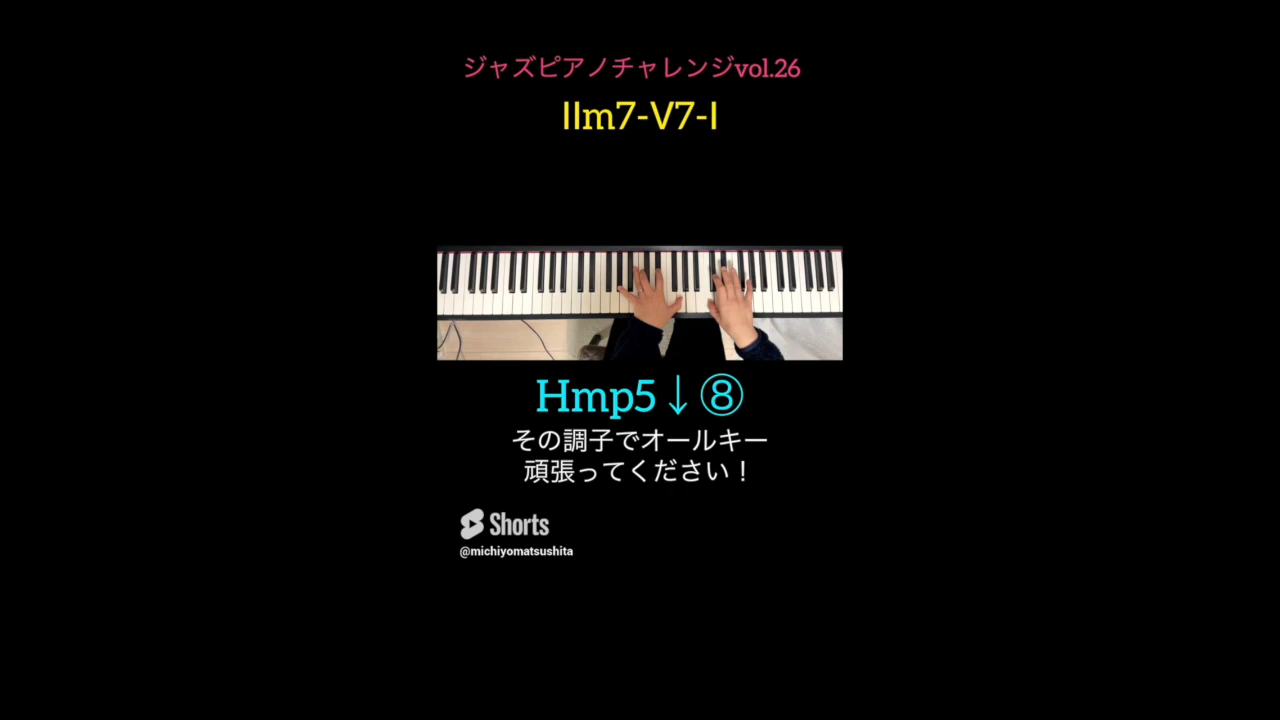 ジャズピアノチャレンジvol.26
IIm7-V7-I
Hmp5↓⑧
その調子でオールキー
頑張ってください！
Shorts
@michiyomatsushita